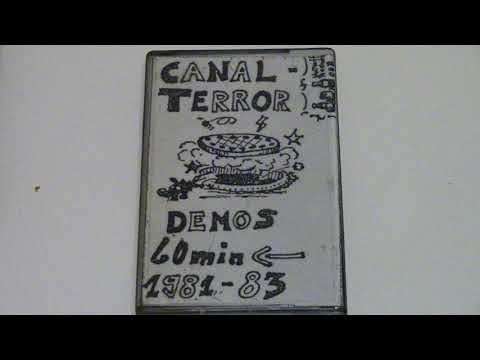 CANAL-
TERROR
DEMOS
60min
1981-83